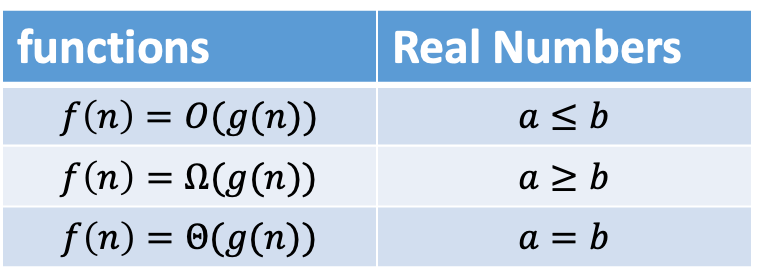 functions Real Numbers
f(n) = O(g(n)) a ≤ b
f(n) = Ω(g(n)) a ≥ b
f(n) = Θ(g(n)) a = b